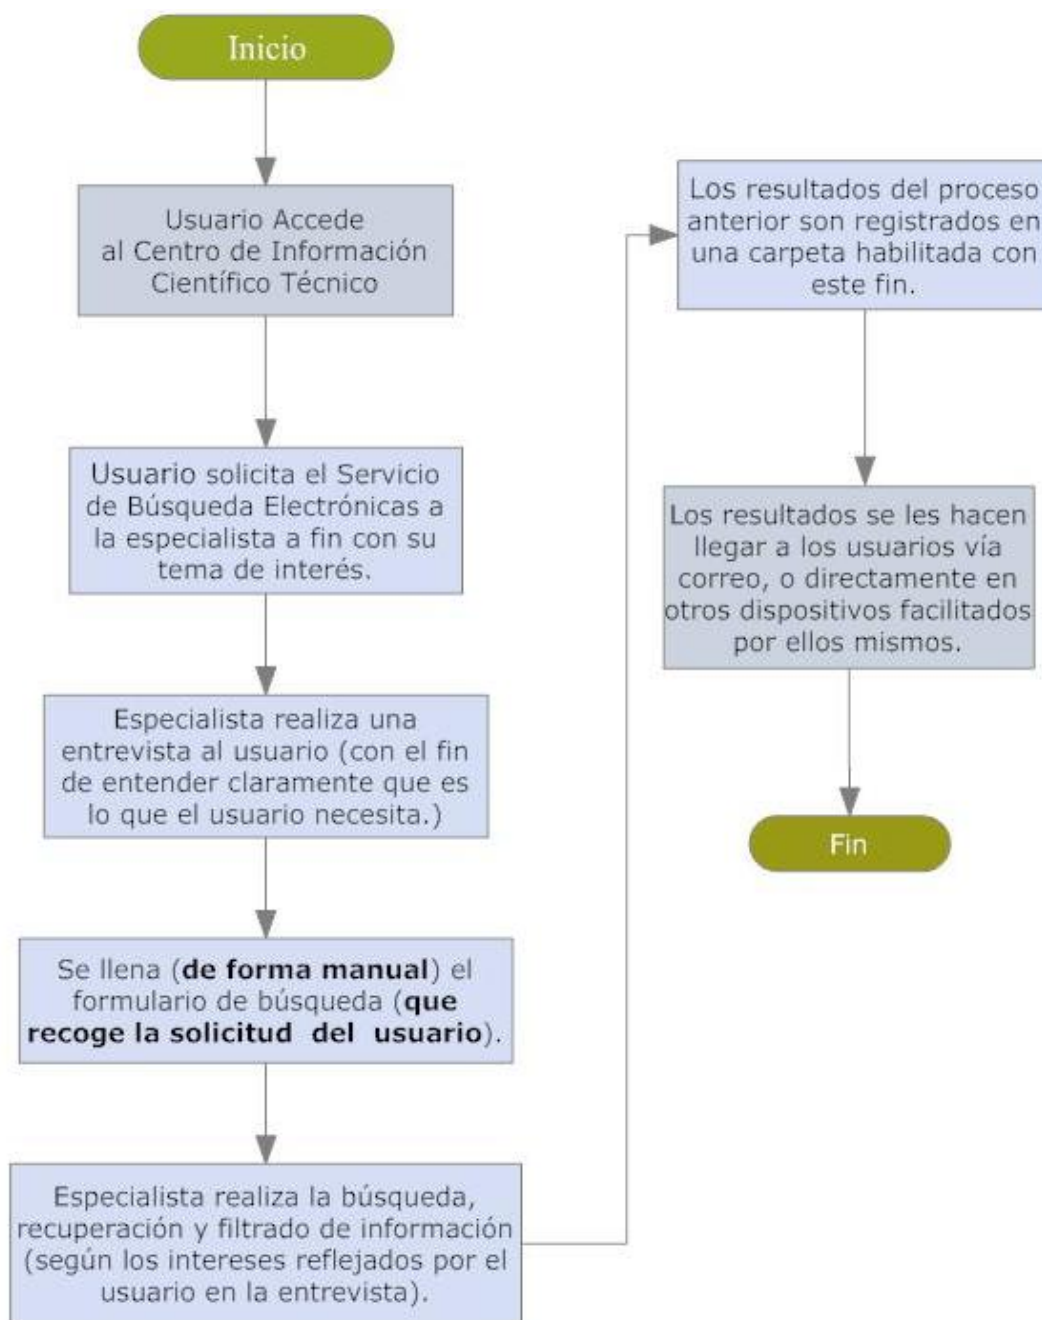 Inicio
Usuario Accede
al Centro de Información
Científico Técnico
Usuario solicita el Servicio
de Búsqueda Electrónicas a
la especialista a fin con su
tema de interés.
Especialista realiza una
entrevista al usuario (con el fin
de entender claramente que es
lo que el usuario necesita.)
Se llena (de forma manual) el
formulario de búsqueda (que
recoge la solicitud del usuario).
Especialista realiza la búsqueda,
recuperación y filtrado de información
(según los intereses reflejados por el
usuario en la entrevista).
Los resultados del proceso
anterior son registrados en
una carpeta habilitada con
este fin.
Los resultados se les hacen
llegar a los usuarios vía
correo, o directamente en
otros dispositivos facilitados
por ellos mismos.
Fin